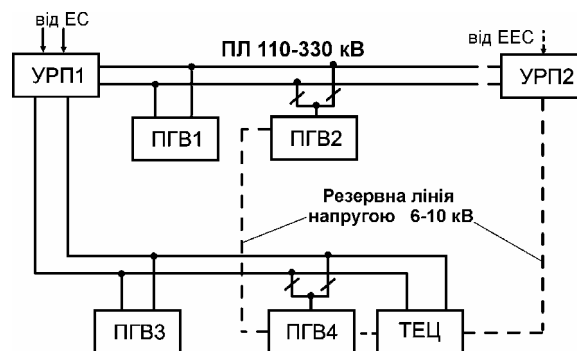 від ЕС
ПЛ 110-330 кВ
від ЕЕС
УРП1
УРП2
ПГВ1
ПГВ2
Резервна лінія
напругою 6-10 кВ
ПГВ3
ПГВ4
ТЕЦ